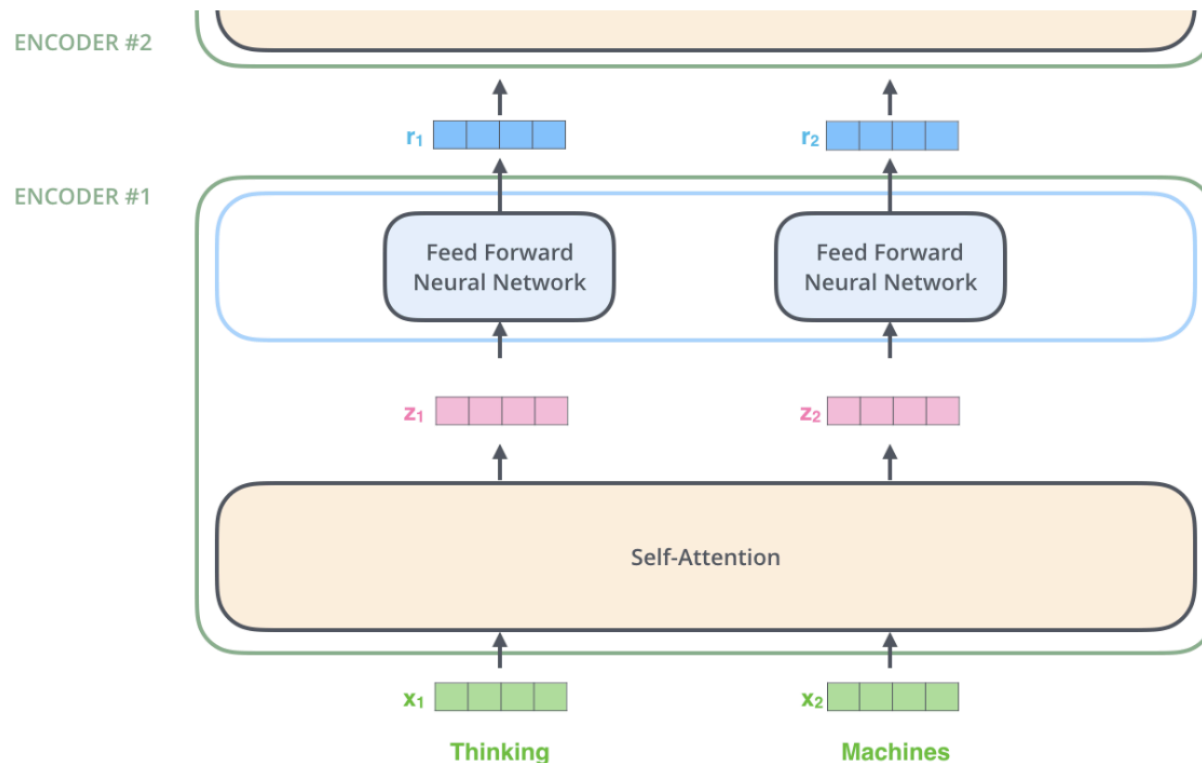 ENCODER #2
r₁ r₂
ENCODER #1
Feed Forward Feed Forward
Neural Network Neural Network
z₁ z₂
Self-Attention
x₁ x₂
Thinking Machines